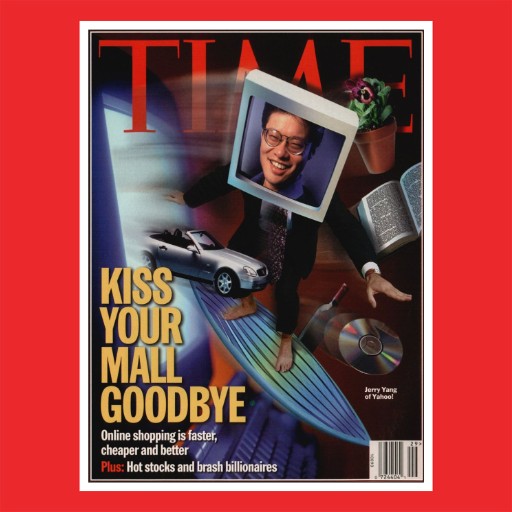 TIME
KISS
YOUR
MALL
GOODBYE
Online shopping is faster,
cheaper and better
Plus: Hot stocks and brash billionaires
Jerry Yang
of Yahoo!